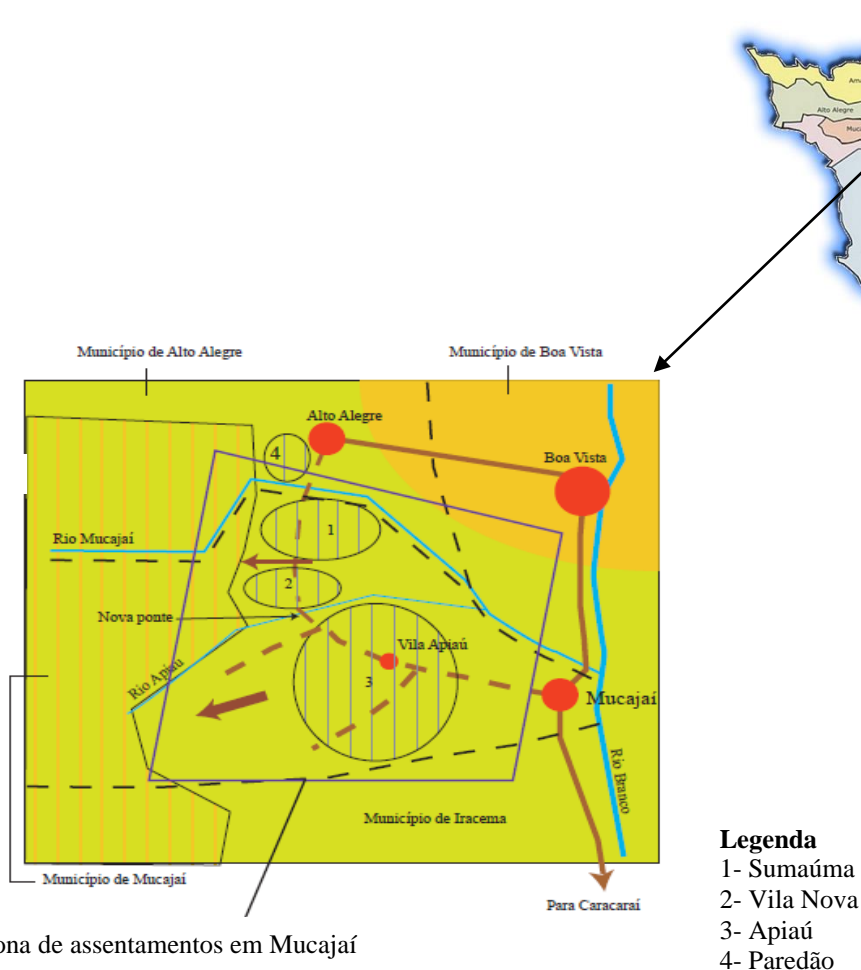 Alto Alegre
Município de Alto Alegre
Município de Boa Vista
Alto Alegre
4
Boa Vista
1
Rio Mucajaí
2
Nova ponte
Vila Apiaú
Rio Apiau
3
Mucajaí
Rio Branco
Município de Iracema
Município de Mucajaí
Para Caracaraí
ona de assentamentos em Mucajaí
Legenda
1- Sumaúma
2- Vila Nova
3- Apiaú
4- Paredão